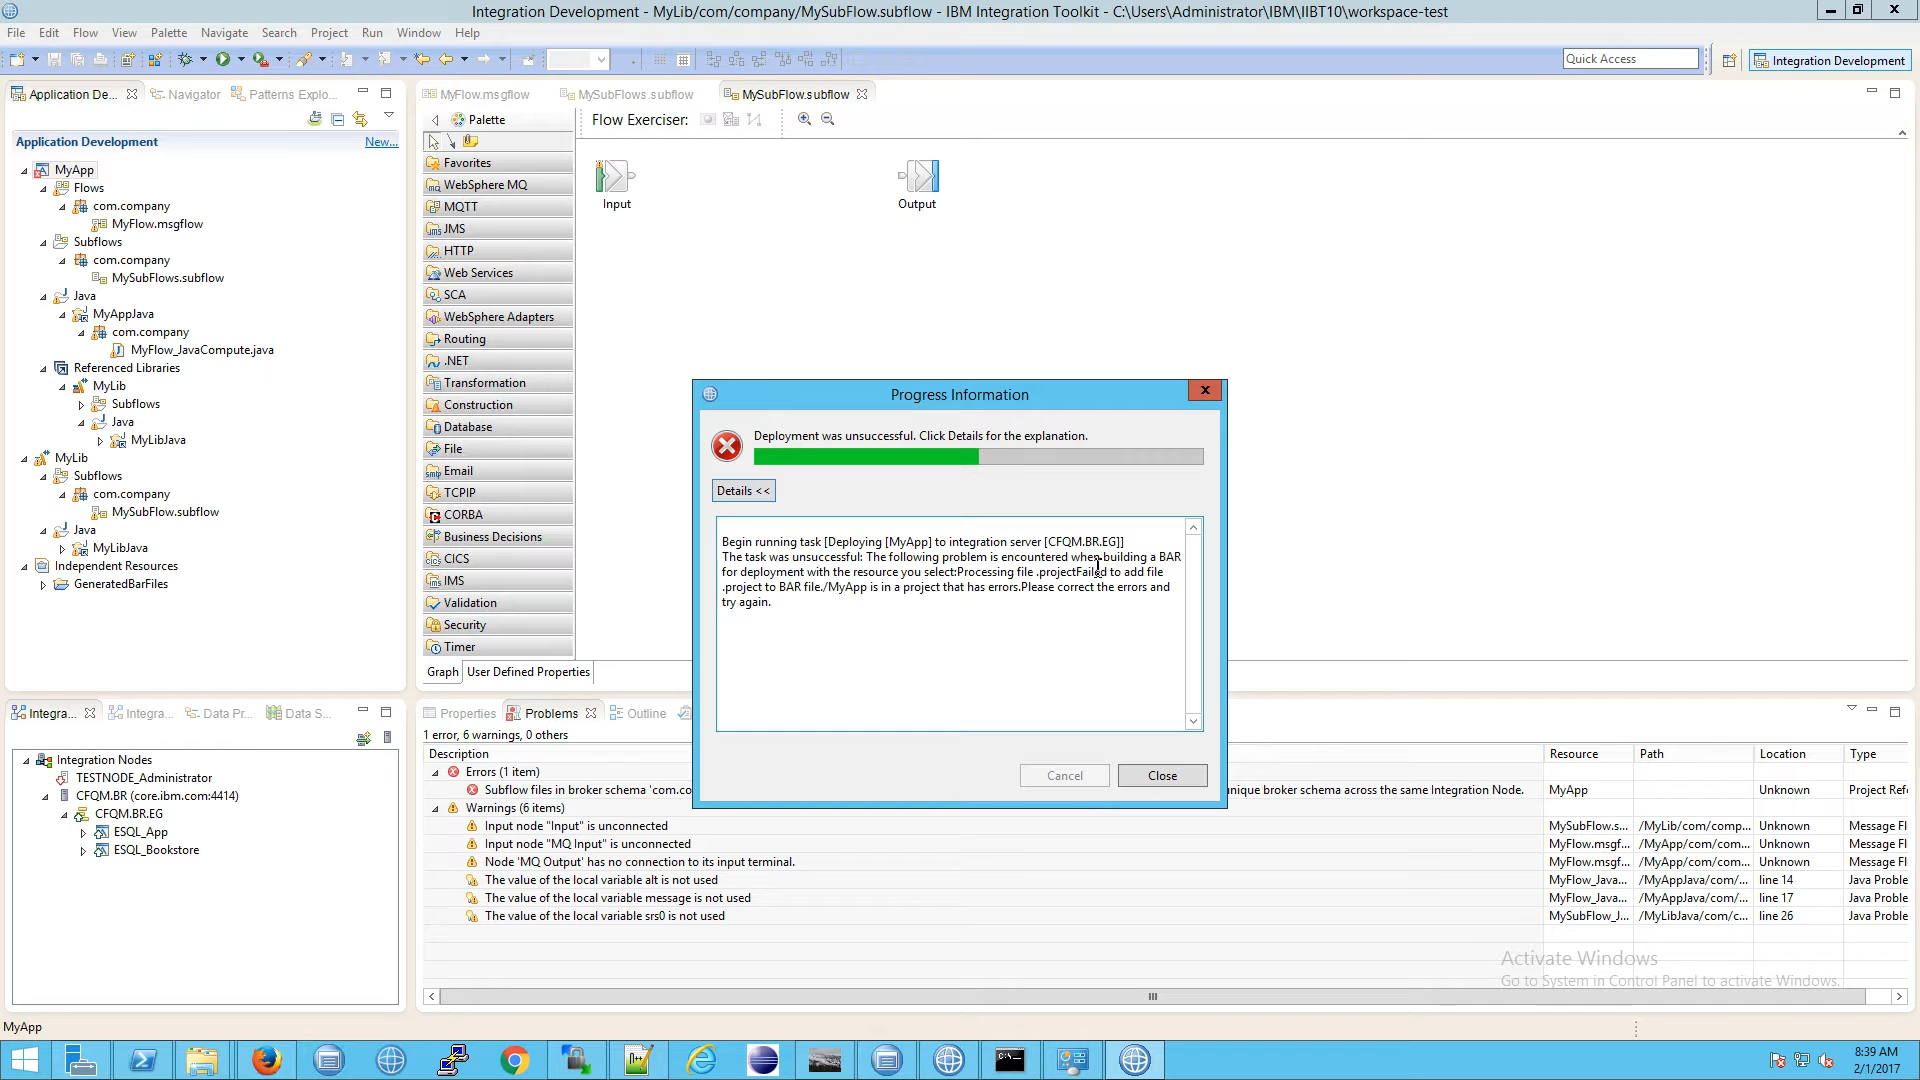 Integration Development - MyLib/com/company/MySubFlow.subflow - IBM Integration Toolkit - C:\Users\Administrator\IBM\IIBT10\workspace-test
File Edit Flow View Palette Navigate Search Project Run Window Help
Quick Access
Integration Development
Application De...
Navigator
Patterns Explo...
Application Development
New...
MyApp
Flows
com.company
MyFlow.msgflow
Subflows
com.company
MySubFlows.subflow
Java
MyAppJava
com.company
MyFlow_JavaCompute.java
Referenced Libraries
MyLib
Subflows
Java
MyLibJava
MyLib
Subflows
com.company
MySubFlow.subflow
Java
MyLibJava
Independent Resources
GeneratedBarFiles
MyFlow.msgflow
MySubFlows.subflow
MySubFlow.subflow
Palette
Flow Exerciser:
Favorites
WebSphere MQ
MQTT
JMS
HTTP
Web Services
SCA
WebSphere Adapters
Routing
.NET
Transformation
Construction
Database
File
Email
TCPIP
CORBA
Business Decisions
CICS
IMS
Validation
Security
Timer
Input
Output
Graph
User Defined Properties
Progress Information
Deployment was unsuccessful. Click Details for the explanation.
Details <<
Begin running task [Deploying [MyApp] to integration server [CFQM.BR.EG]]
The task was unsuccessful: The following problem is encountered when building a BAR
for deployment with the resource you select:Processing file .projectFailed to add file
.project to BAR file./MyApp is in a project that has errors.Please correct the errors and
try again.
Cancel
Close
Integra...
Integra...
Data Pr...
Data S...
Integration Nodes
TESTNODE_Administrator
CFQM.BR (core.ibm.com:4414)
CFQM.BR.EG
ESQL_App
ESQL_Bookstore
Properties
Problems
Outline
1 error, 6 warnings, 0 others
Description Resource Path Location Type
Errors (1 item)
Subflow files in broker schema 'com.co nique broker schema across the same Integration Node. MyApp Unknown Project Ref
Warnings (6 items)
Input node "Input" is unconnected MySubFlow.s... /MyLib/com/comp... Unknown Message Fl
Input node "MQ Input" is unconnected MyFlow.msgf... /MyApp/com/com... Unknown Message Fl
Node 'MQ Output' has no connection to its input terminal. MyFlow.msgf... /MyApp/com/com... Unknown Message Fl
The value of the local variable alt is not used MyFlow_Java... /MyAppJava/com/... line 14 Java Proble
The value of the local variable message is not used MyFlow_Java... /MyAppJava/com/... line 17 Java Proble
The value of the local variable srs0 is not used MySubFlow_J... /MyLibJava/com/c... line 26 Java Proble
Activate Windows
Go to System in Control Panel to activate Windows.
MyApp
8:39 AM
2/1/2017